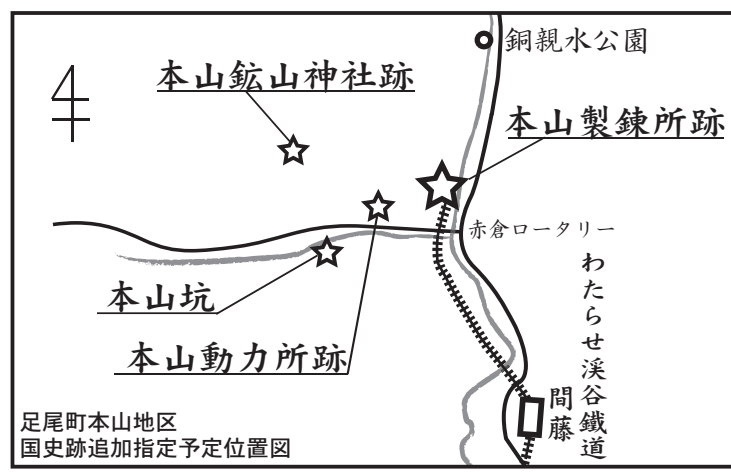 銅親水公園
本山鉱山神社跡
本山製錬所跡
赤倉ロータリー
本山坑
本山動力所跡
わたらせ渓谷鐵道
間藤
足尾町本山地区
国史跡追加指定予定位置図